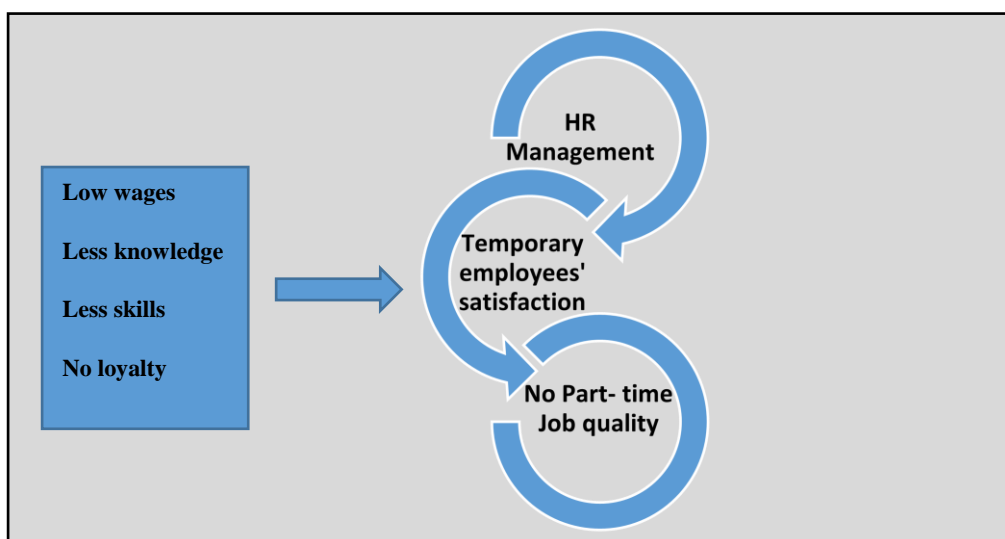 Low wages
Less knowledge
Less skills
No loyalty
HR
Management
Temporary
employees'
satisfaction
No Part- time
Job quality